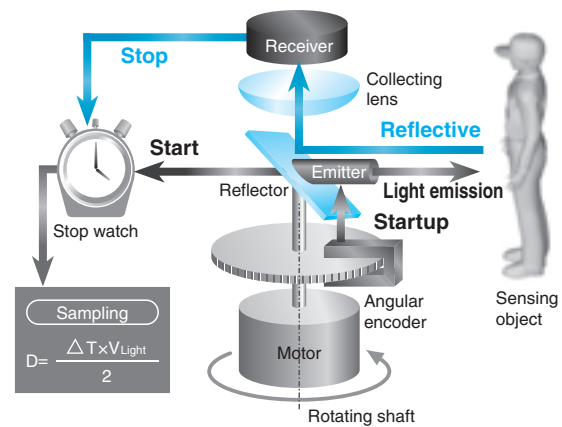 Receiver
Stop
Collecting
lens
Reflective
Start
Emitter
Reflector
Light emission
Startup
Stop watch
Sampling
D= △T×VLight
2
Angular
encoder
Sensing
object
Motor
Rotating shaft